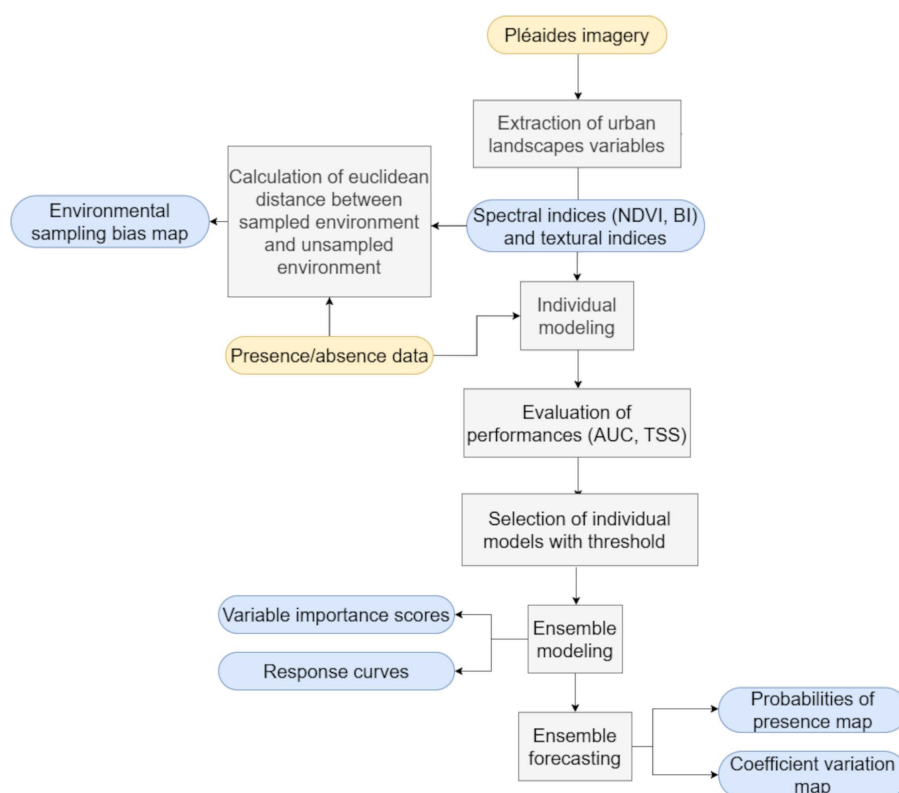 Pléaides imagery
Extraction of urban
landscapes variables
Calculation of euclidean
distance between
sampled environment
and unsampled
environment
Environmental
sampling bias map
Spectral indices (NDVI, BI)
and textural indices
Individual
modeling
Presence/absence data
Evaluation of
performances (AUC, TSS)
Selection of individual
models with threshold
Variable importance scores
Ensemble
modeling
Response curves
Probabilities of
presence map
Ensemble
forecasting
Coefficient variation
map